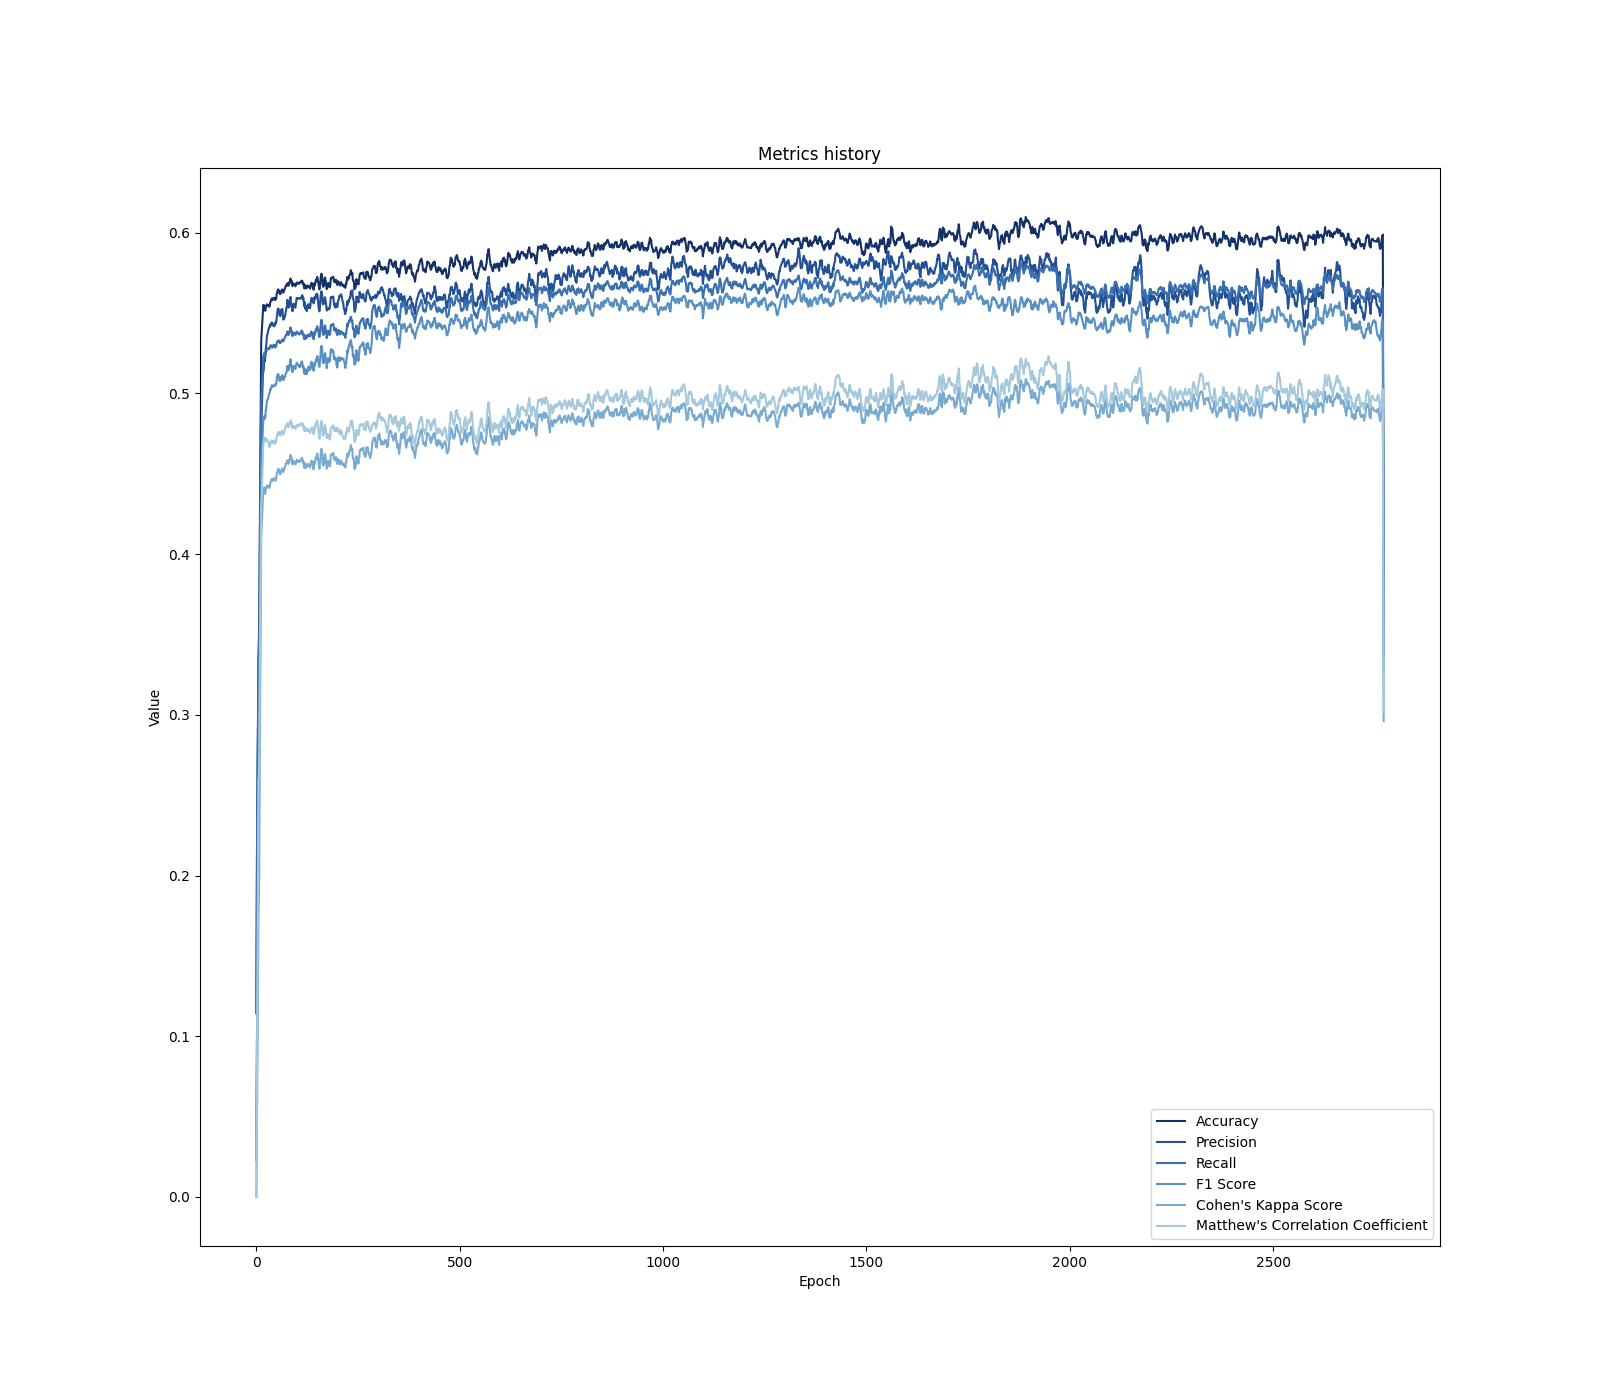 Metrics history
0.6
0.5
0.4
0.3
0.2
0.1
0.0
Value
0 500 1000 1500 2000 2500
Epoch
Accuracy
Precision
Recall
F1 Score
Cohen's Kappa Score
Matthew's Correlation Coefficient